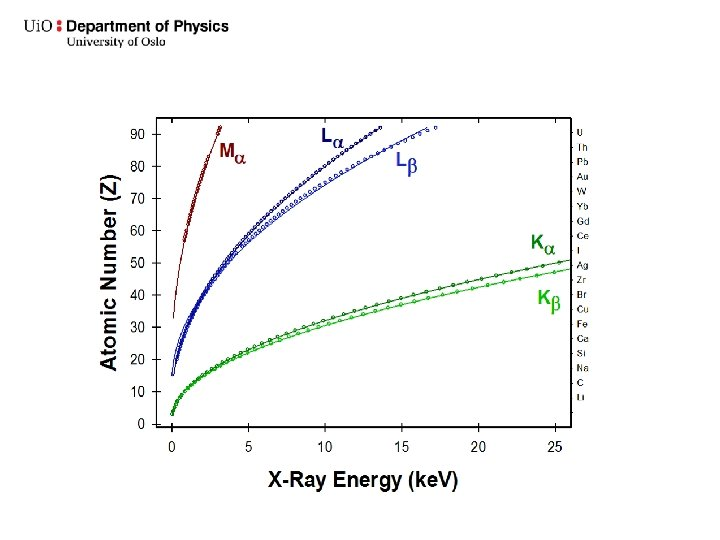 UiO : Department of Physics
University of Oslo
90
80
70
60
50
40
30
20
10
0
Atomic Number (Z)
Mα
Lα
Lβ
Kα
Kβ
U
Th
Pb
Au
W
Yb
Gd
Ce
I
Ag
Zr
Br
Cu
Fe
Ca
Si
Na
C
Li
0 5 10 15 20 25
X-Ray Energy (keV)